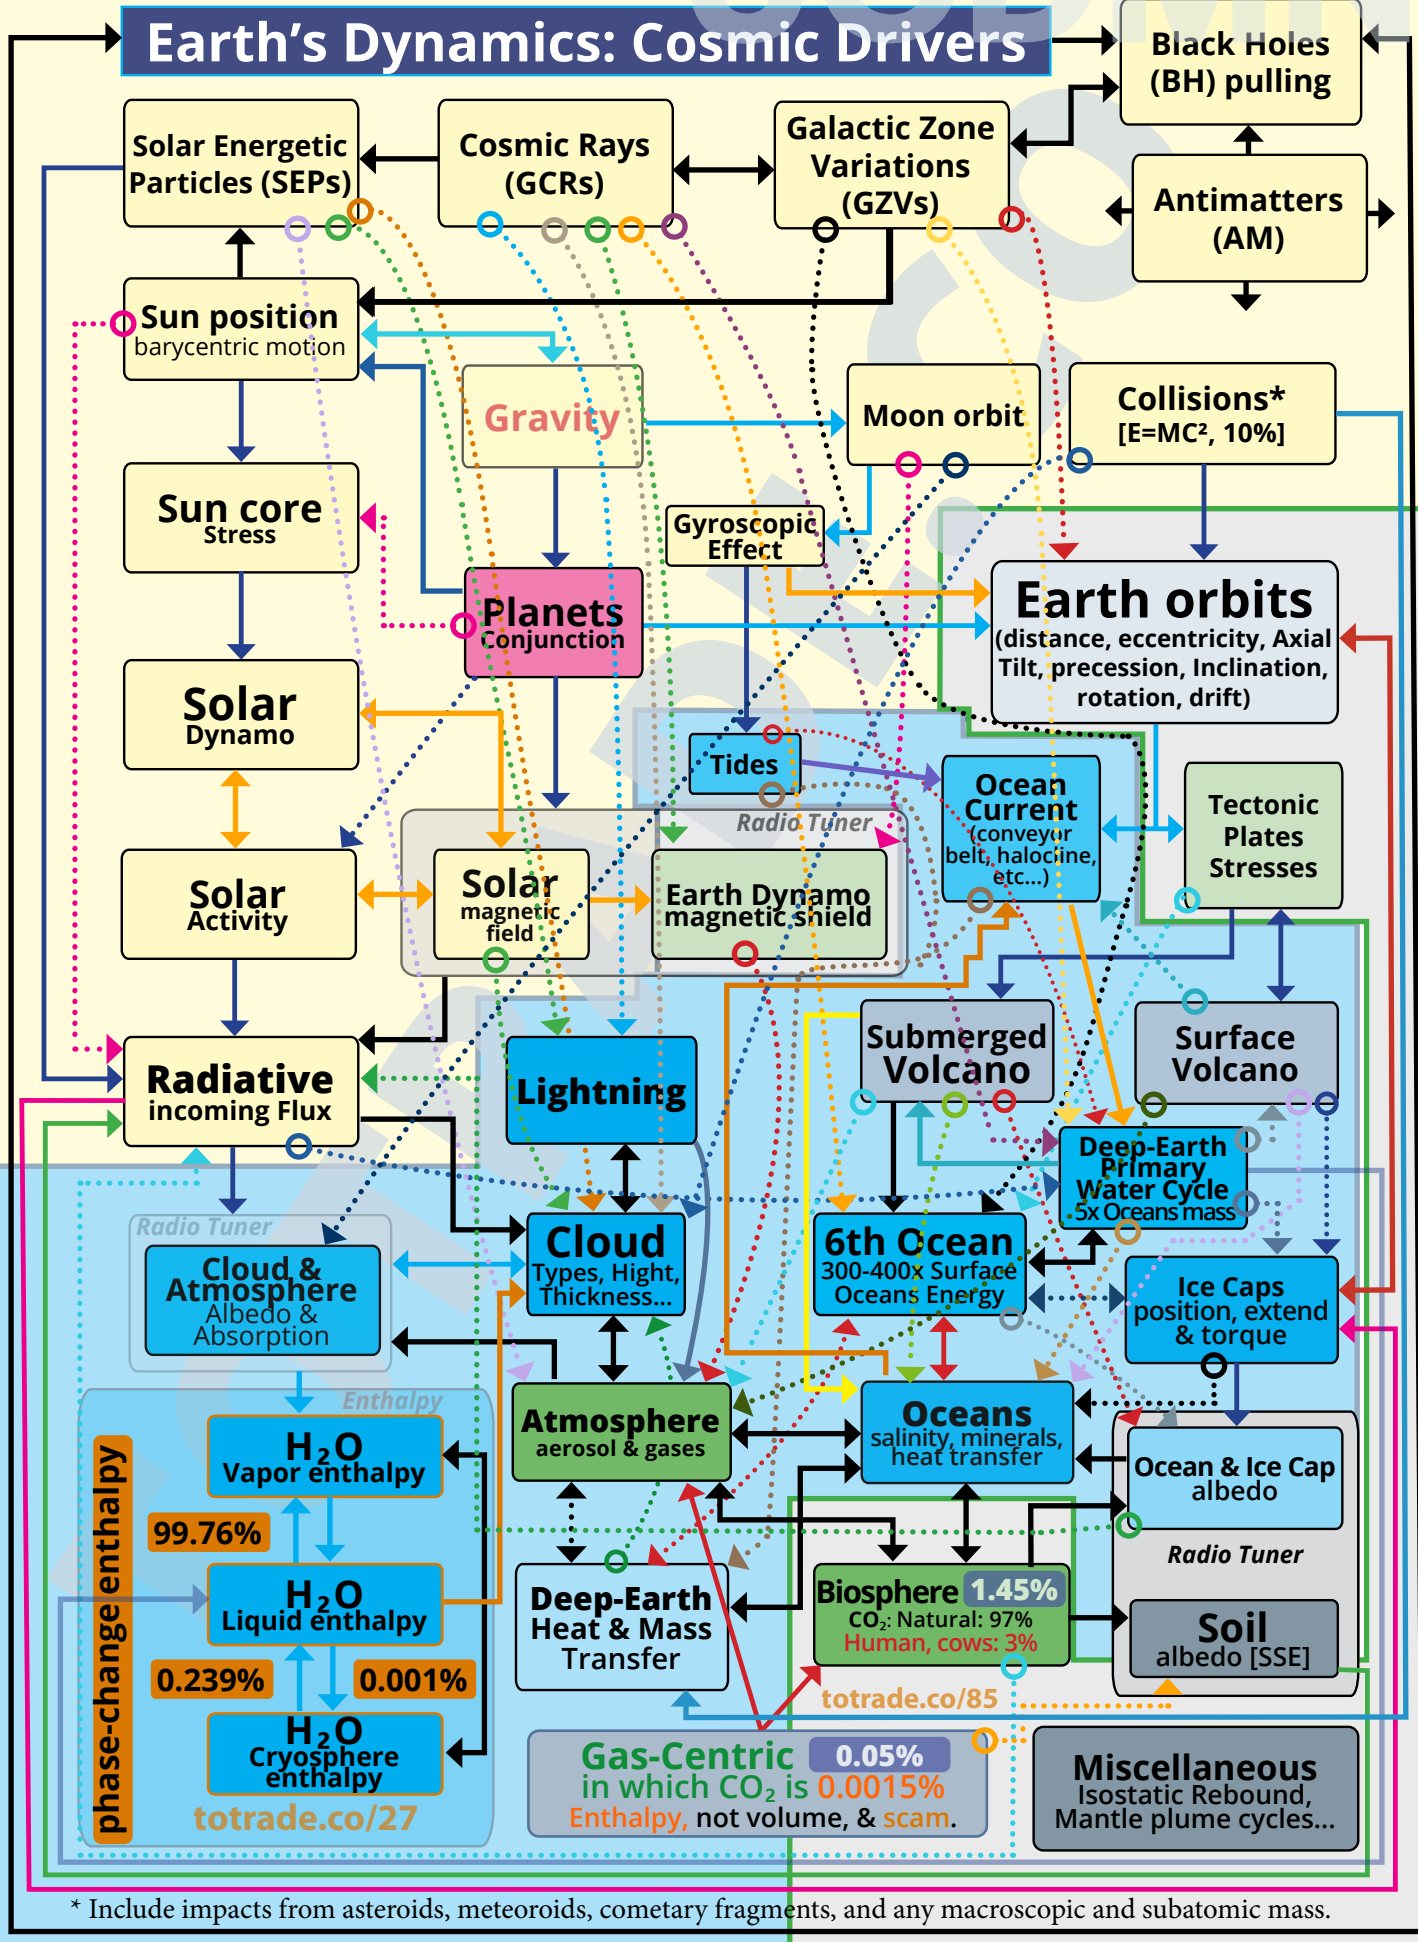 Earth's Dynamics: Cosmic Drivers
Black Holes
(BH) pulling
Solar Energetic
Particles (SEPs)
Cosmic Rays
(GCRs)
Galactic Zone
Variations
(GZVs)
Antimatters
(AM)
Sun position
barycentric motion
Gravity
Moon orbit
Collisions*
[E=MC², 10%]
Sun core
Stress
Gyroscopic
Effect
Planets
Conjunction
Earth orbits
(distance, eccentricity, Axial
Tilt, precession, Inclination,
rotation, drift)
Solar
Dynamo
Tides
Ocean
Current
(conveyor
belt, halocline,
etc...)
Tectonic
Plates
Stresses
Radio Tuner
Solar
Activity
Solar
magnetic
field
Earth Dynamo
magnetic shield
Submerged
Volcano
Surface
Volcano
Radiative
incoming Flux
Lightning
Deep-Earth
Primary
Water Cycle
5x Oceans mass
Radio Tuner
Cloud &
Atmosphere
Albedo &
Absorption
Cloud
Types, Hight,
Thickness...
6th Ocean
300-400x Surface
Oceans Energy
Ice Caps
position, extend
& torque
Enthalpy
phase-change enthalpy
H₂O
Vapor enthalpy
99.76%
H₂O
Liquid enthalpy
0.239%
0.001%
H₂O
Cryosphere
enthalpy
totrade.co/27
Atmosphere
aerosol & gases
Oceans
salinity, minerals,
heat transfer
Ocean & Ice Cap
albedo
Radio Tuner
Deep-Earth
Heat & Mass
Transfer
Biosphere 1.45%
CO₂: Natural: 97%
Human, cows: 3%
Soil
albedo [SSE]
totrade.co/85
Gas-Centric 0.05%
in which CO₂ is 0.0015%
Enthalpy, not volume, & scam.
Miscellaneous
Isostatic Rebound,
Mantle plume cycles...
* Include impacts from asteroids, meteoroids, cometary fragments, and any macroscopic and subatomic mass.